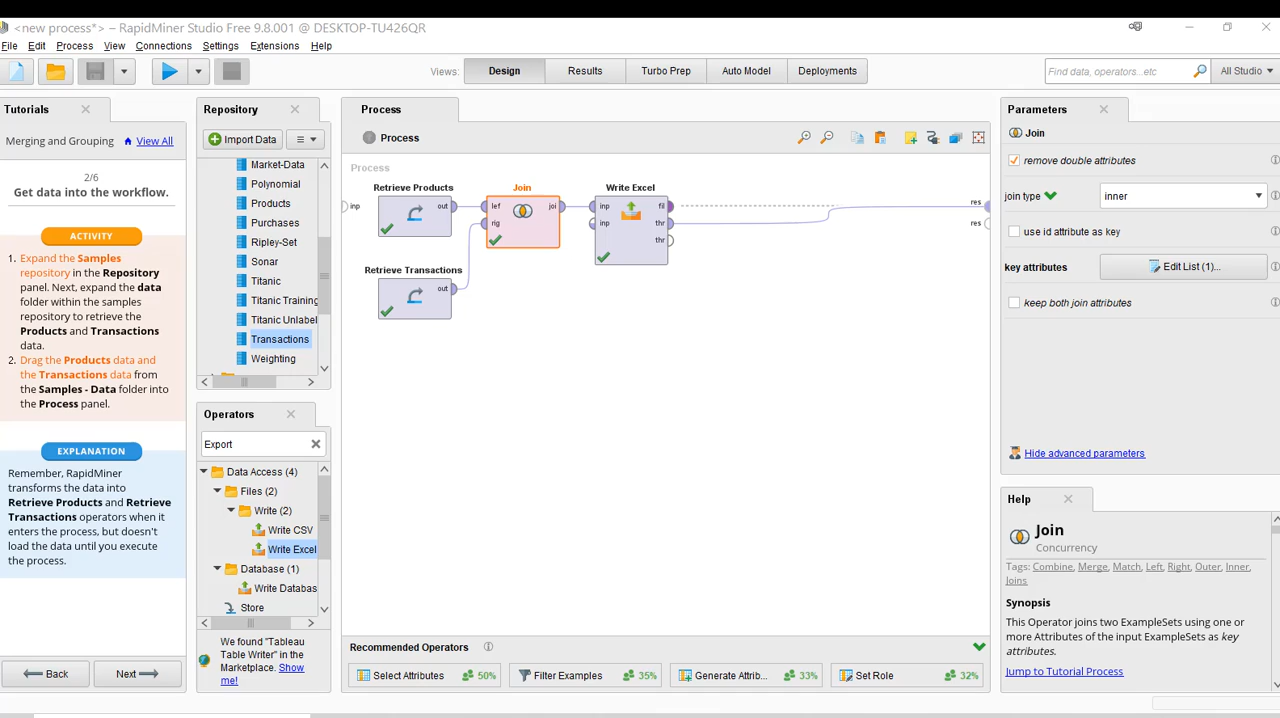 <new process*> – RapidMiner Studio Free 9.8.001 @ DESKTOP-TU426QR
File Edit Process View Connections Settings Extensions Help
Views: Design Results Turbo Prep Auto Model Deployments
Find data, operators...etc All Studio
Tutorials
Merging and Grouping View All
2/6
Get data into the workflow.
ACTIVITY
1. Expand the Samples
repository in the Repository
panel. Next, expand the data
folder within the samples
repository to retrieve the
Products and Transactions
data.
2. Drag the Products data and
the Transactions data from
the Samples - Data folder into
the Process panel.
EXPLANATION
Remember, RapidMiner
transforms the data into
Retrieve Products and Retrieve
Transactions operators when it
enters the process, but doesn't
load the data until you execute
the process.
Back Next
Repository
Import Data
Market-Data
Polynomial
Products
Purchases
Ripley-Set
Sonar
Titanic
Titanic Training
Titanic Unlabel
Transactions
Weighting
Operators
Export
Data Access (4)
Files (2)
Write (2)
Write CSV
Write Excel
Database (1)
Write Databas
Store
We found "Tableau
Table Writer" in the
Marketplace. Show
me!
Process
Process
Process
Retrieve Products Join Write Excel
inp out lef joi inp fil res
rig inp thr res
thr
Retrieve Transactions
out
Recommended Operators
Select Attributes 50% Filter Examples 35% Generate Attrib... 33% Set Role 32%
Parameters
Join
remove double attributes
join type inner
use id attribute as key
key attributes Edit List (1)...
keep both join attributes
Hide advanced parameters
Help
Join
Concurrency
Tags: Combine, Merge, Match, Left, Right, Outer, Inner,
Joins
Synopsis
This Operator joins two ExampleSets using one or
more Attributes of the input ExampleSets as key
attributes.
Jump to Tutorial Process